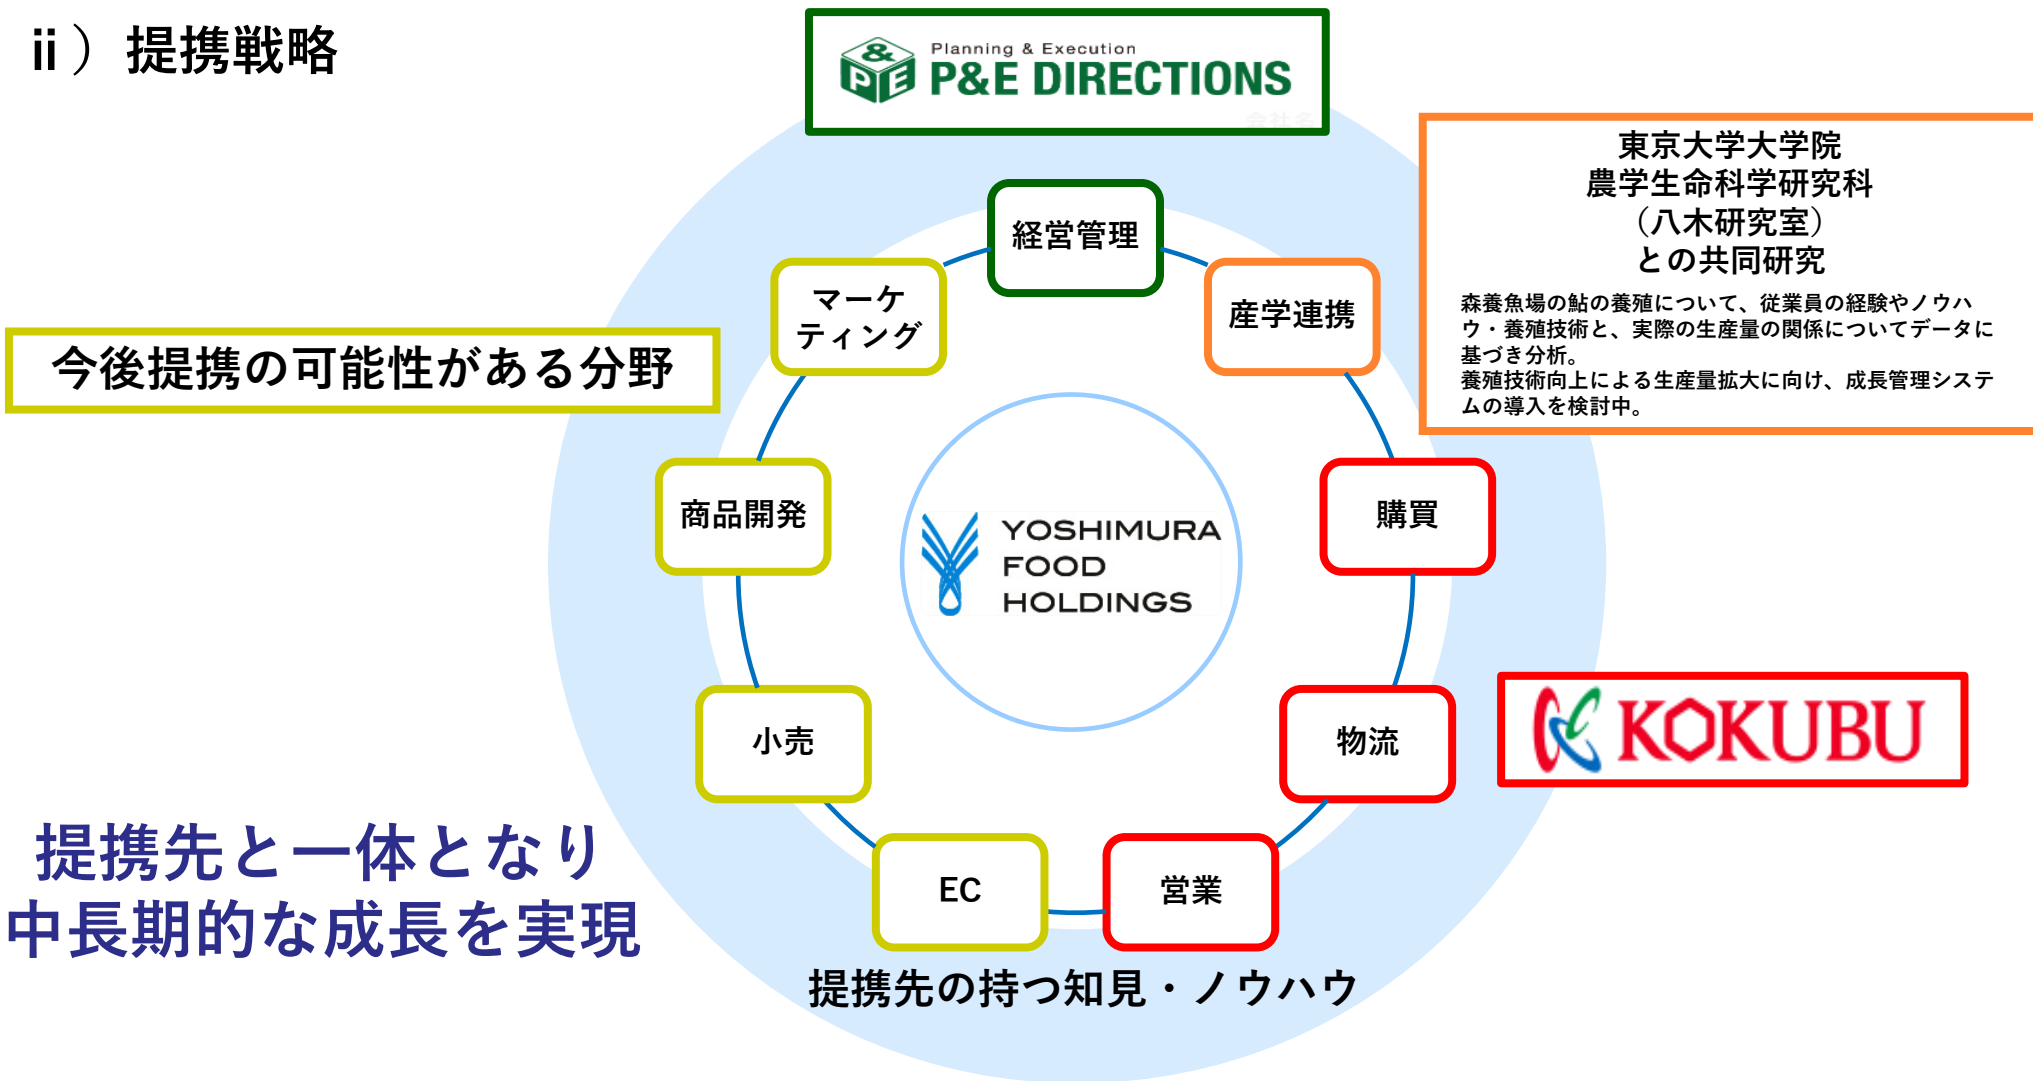 ⅱ）提携戦略
Planning & Execution
P&E DIRECTIONS
会社名
東京大学大学院
農学生命科学研究科
（八木研究室）
との共同研究
森養魚場の鮎の養殖について、従業員の経験やノウハ
ウ・養殖技術と、実際の生産量の関係についてデータに
基づき分析。
養殖技術向上による生産量拡大に向け、成長管理システ
ムの導入を検討中。
経営管理
マーケ
ティング
産学連携
今後提携の可能性がある分野
商品開発
購買
YOSHIMURA
FOOD
HOLDINGS
小売
物流
KOKUBU
EC
営業
提携先と一体となり
中長期的な成長を実現
提携先の持つ知見・ノウハウ